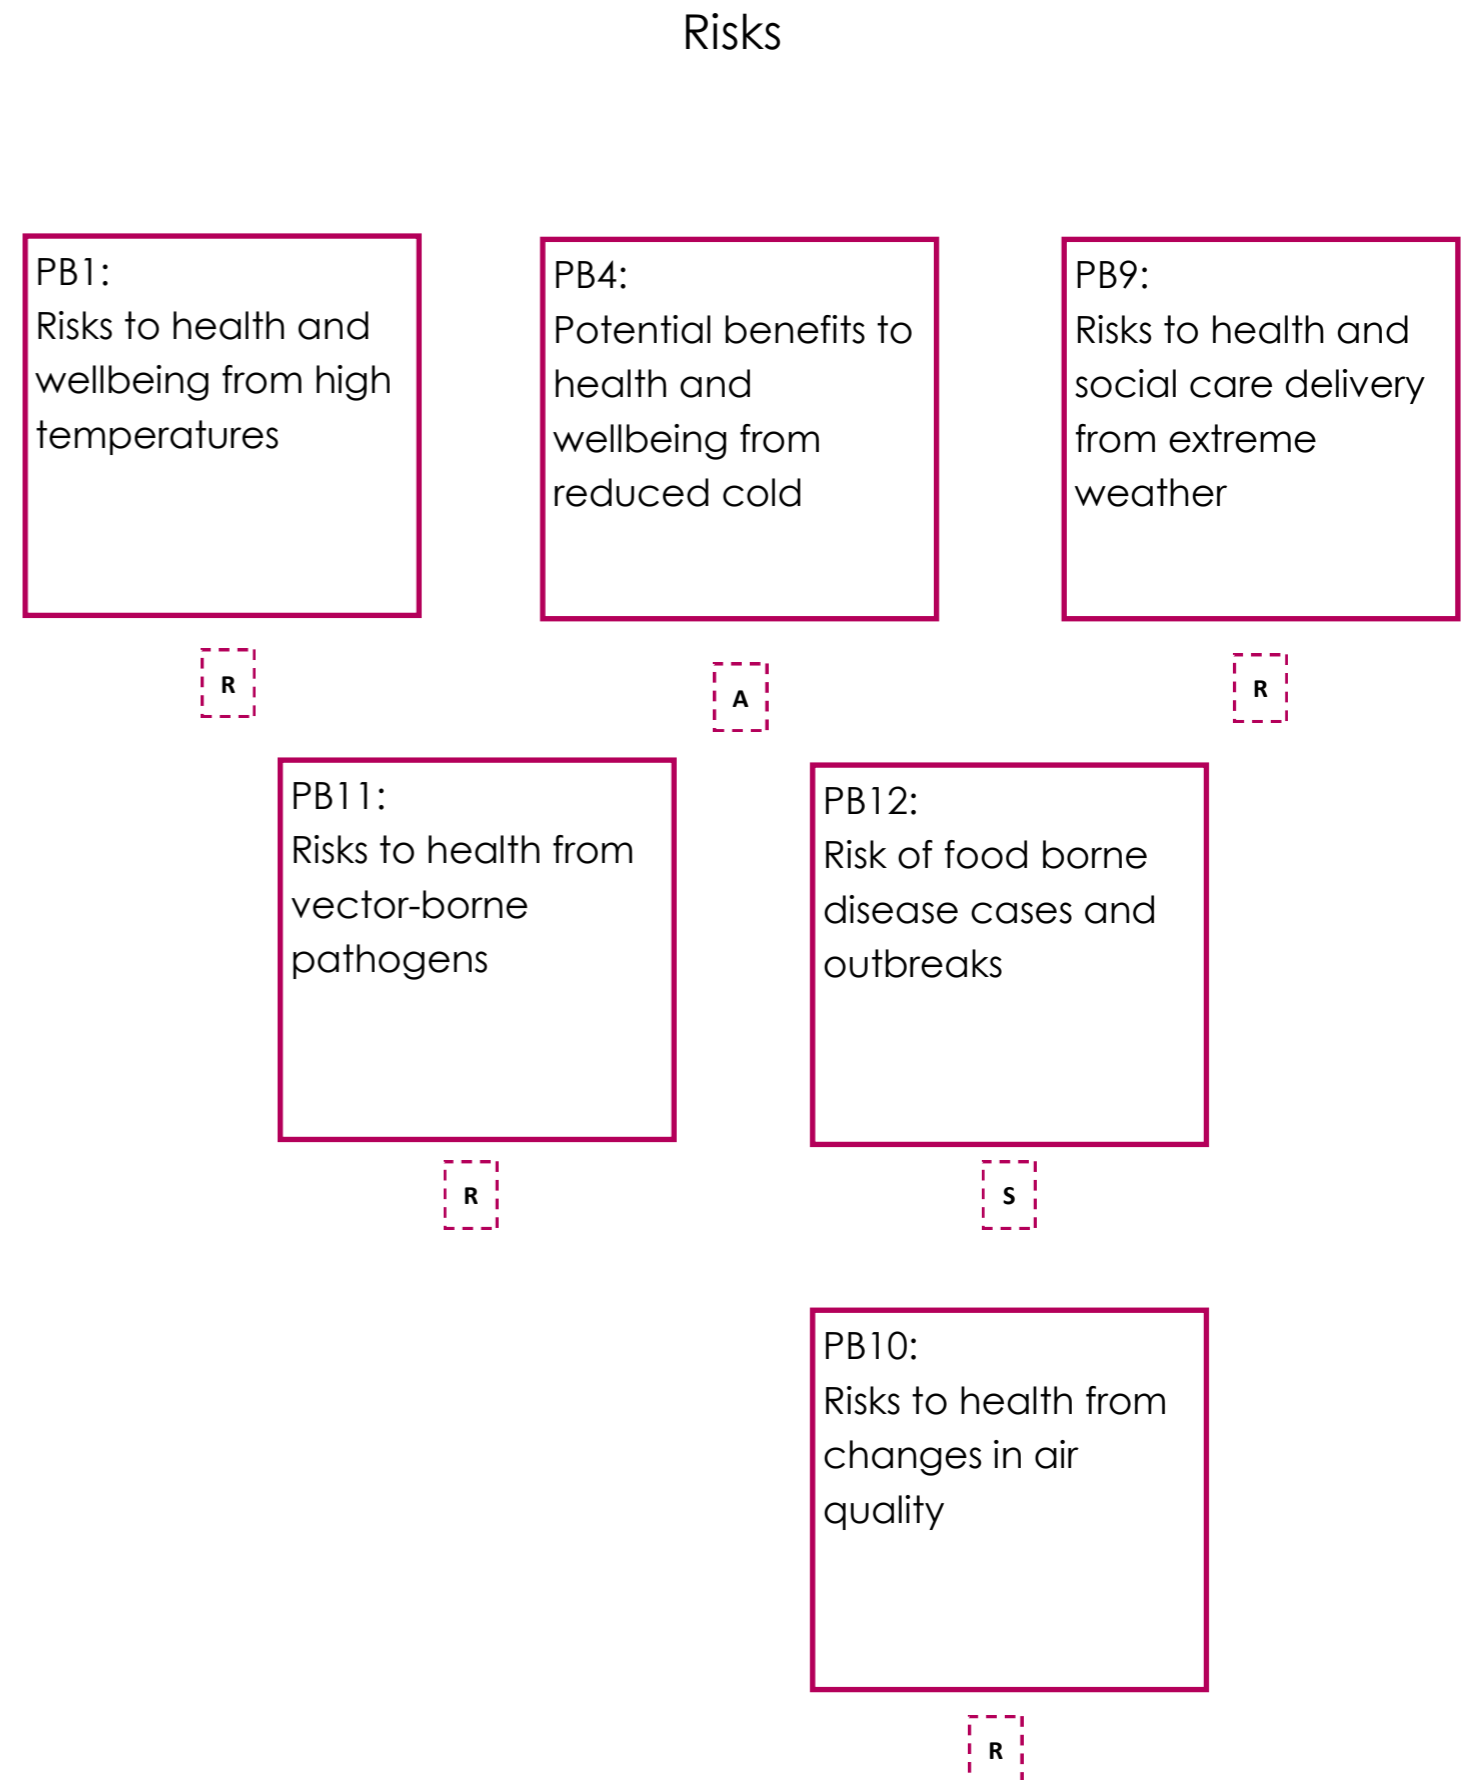 Risks
PB1:
Risks to health and
wellbeing from high
temperatures
PB4:
Potential benefits to
health and
wellbeing from
reduced cold
PB9:
Risks to health and
social care delivery
from extreme
weather
R
A
R
PB11:
Risks to health from
vector-borne
pathogens
PB12:
Risk of food borne
disease cases and
outbreaks
R
S
PB10:
Risks to health from
changes in air
quality
R